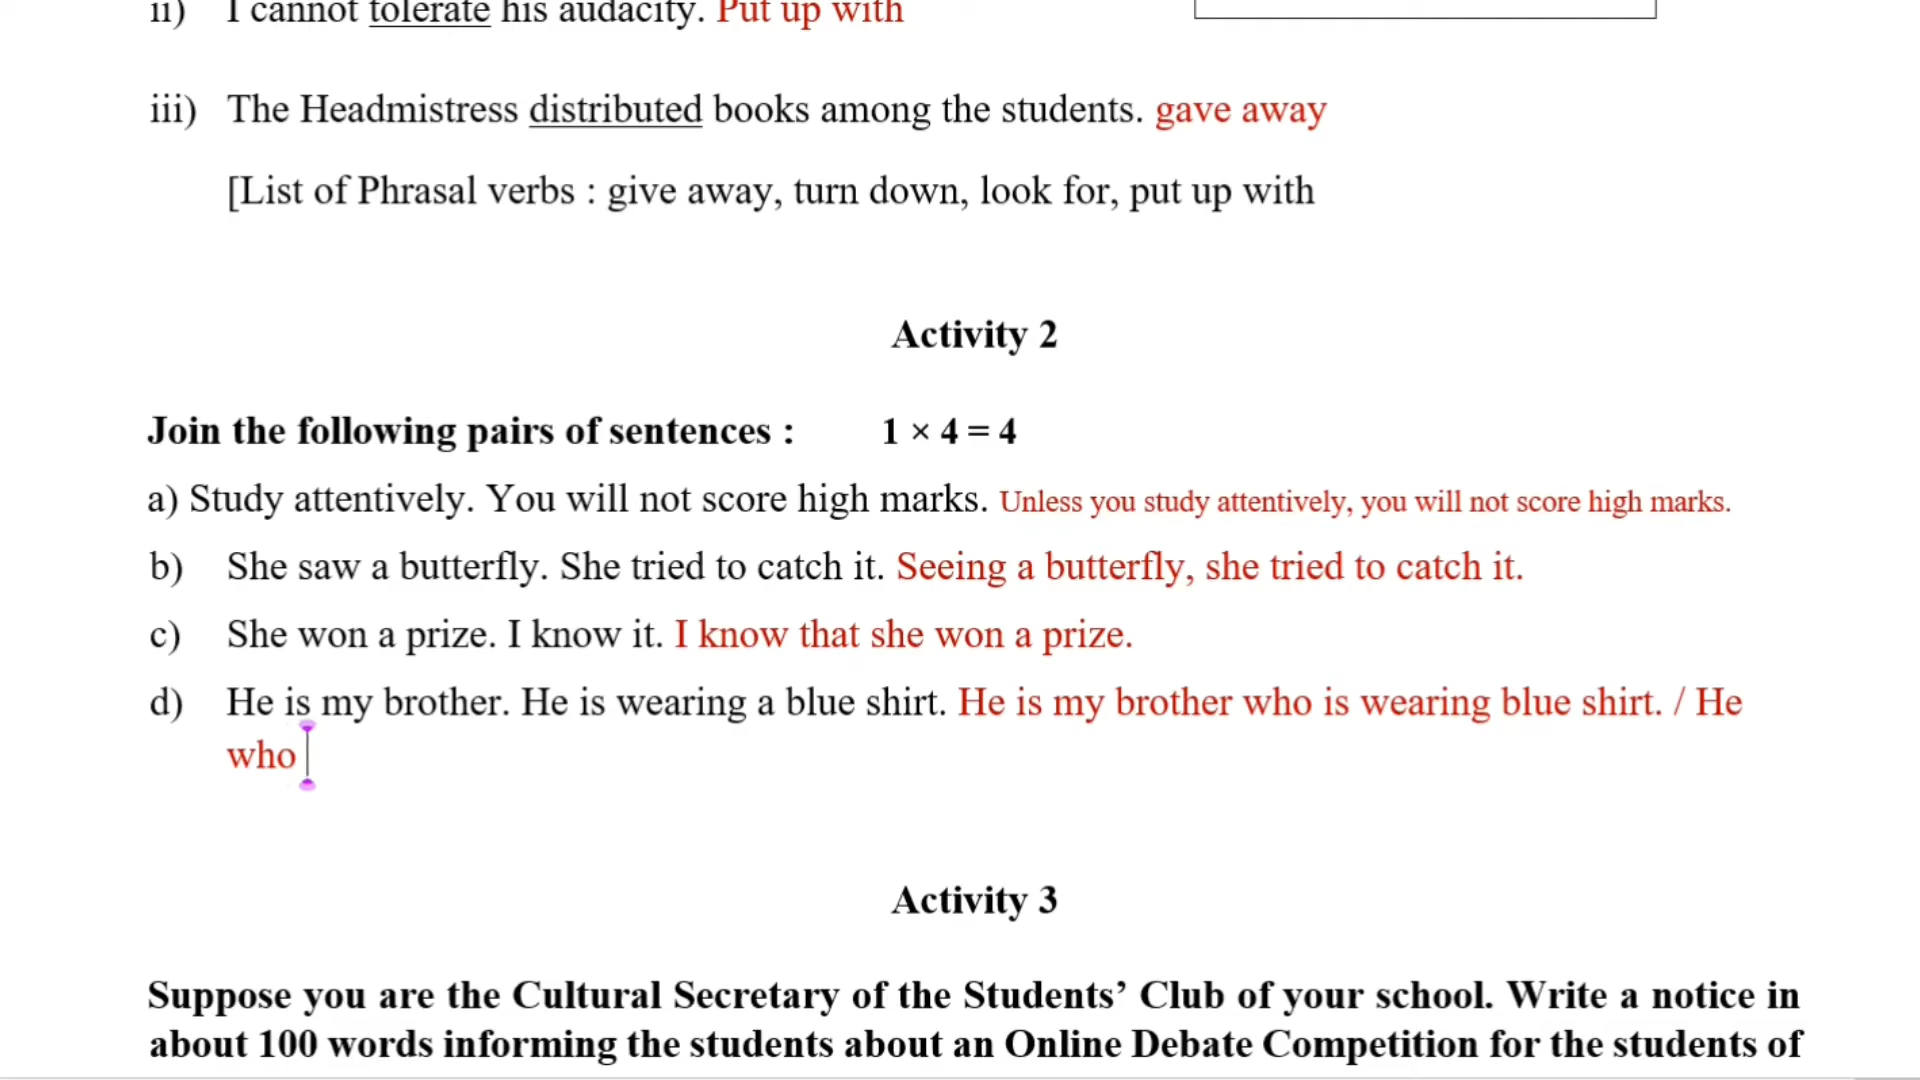 ii) I cannot tolerate his audacity. Put up with
iii) The Headmistress distributed books among the students. gave away
[List of Phrasal verbs : give away, turn down, look for, put up with
Activity 2
Join the following pairs of sentences : 1 × 4 = 4
a) Study attentively. You will not score high marks. Unless you study attentively, you will not score high marks.
b) She saw a butterfly. She tried to catch it. Seeing a butterfly, she tried to catch it.
c) She won a prize. I know it. I know that she won a prize.
d) He is my brother. He is wearing a blue shirt. He is my brother who is wearing blue shirt. / He
who
Activity 3
Suppose you are the Cultural Secretary of the Students’ Club of your school. Write a notice in
about 100 words informing the students about an Online Debate Competition for the students of